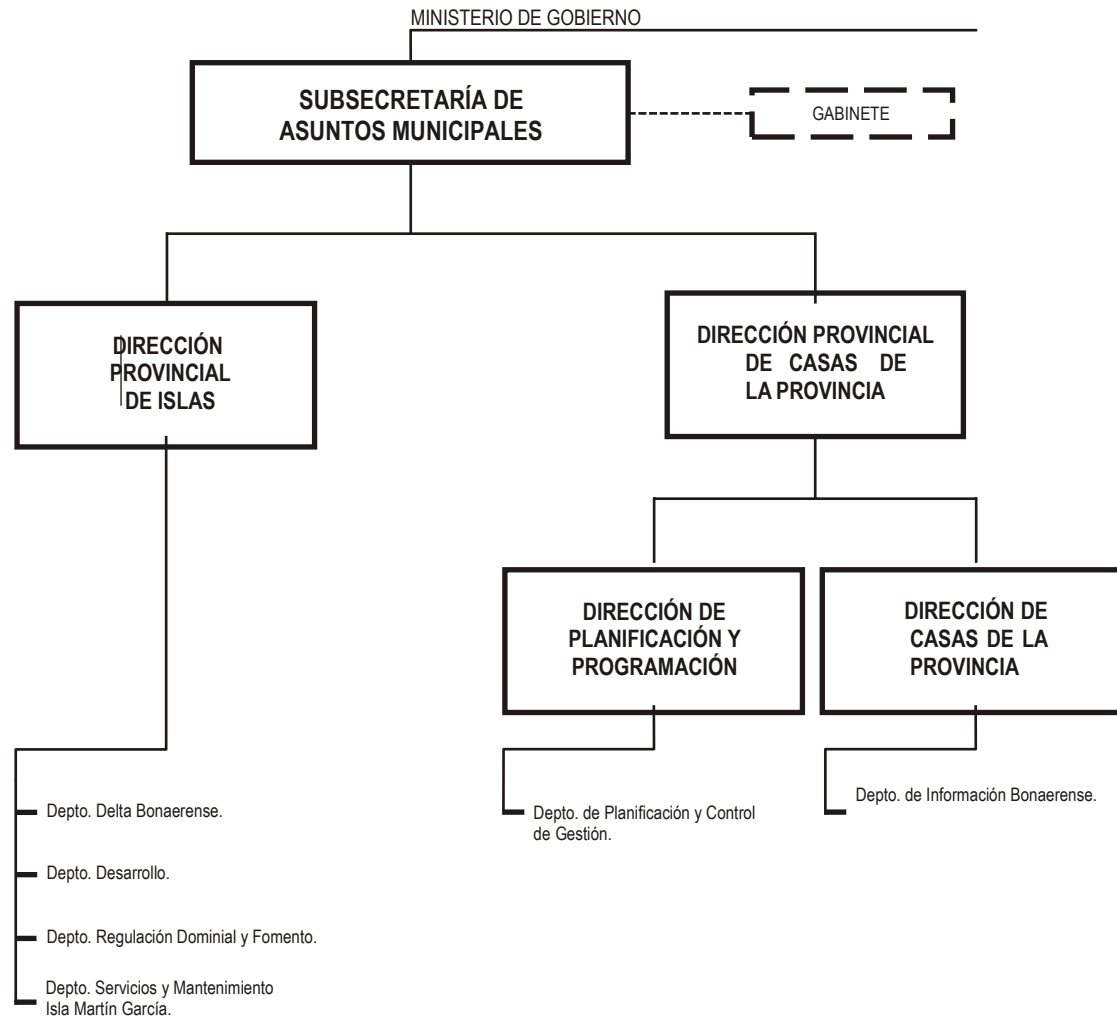 MINISTERIO DE GOBIERNO
SUBSECRETARÍA DE
ASUNTOS MUNICIPALES
GABINETE
DIRECCIÓN
PROVINCIAL
DE ISLAS
DIRECCIÓN PROVINCIAL
DE CASAS DE
LA PROVINCIA
DIRECCIÓN DE
PLANIFICACIÓN Y
PROGRAMACIÓN
DIRECCIÓN DE
CASAS DE LA
PROVINCIA
Depto. Delta Bonaerense.
Depto. Desarrollo.
Depto. Regulación Dominial y Fomento.
Depto. Servicios y Mantenimiento
Isla Martín García.
Depto. de Planificación y Control
de Gestión.
Depto. de Información Bonaerense.